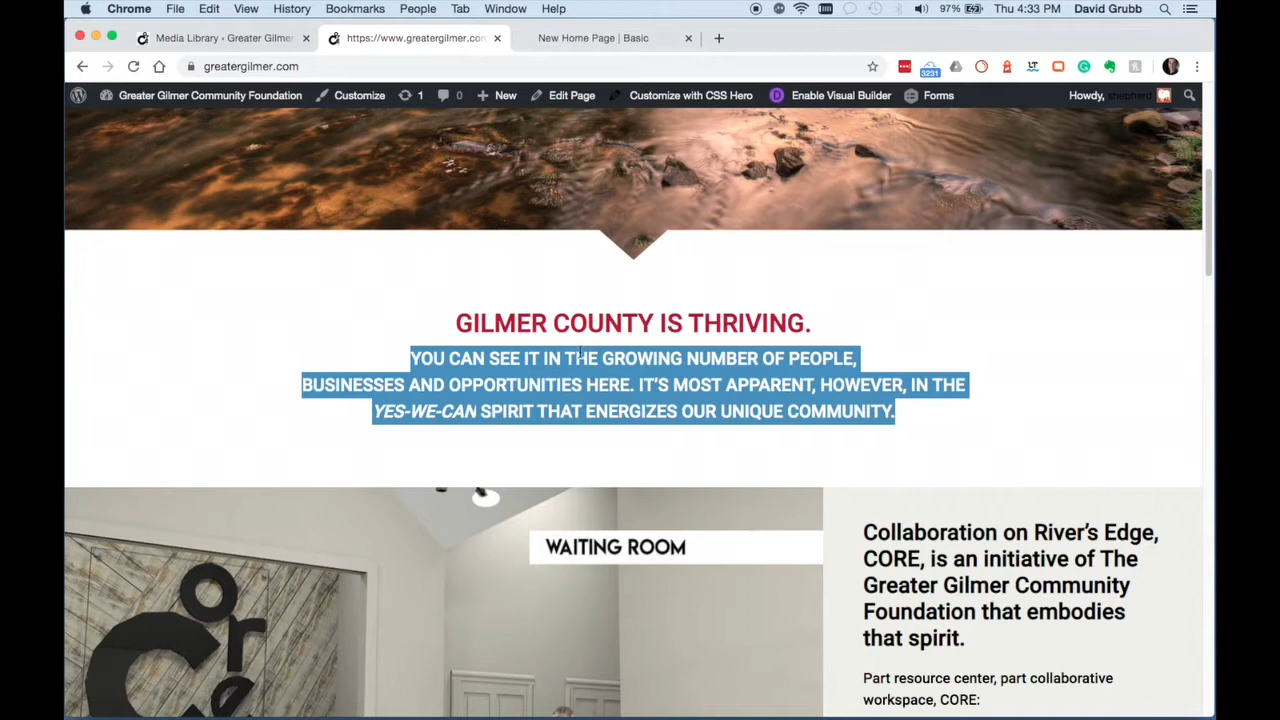 Chrome File Edit View History Bookmarks People Tab Window Help 97% Thu 4:33 PM David Grubb
Media Library ‹ Greater Gilmer × https://www.greatergilmer.com × New Home Page | Basic × +
greatergilmer.com 3231 LT
Greater Gilmer Community Foundation Customize 1 0 + New Edit Page Customize with CSS Hero D Enable Visual Builder Forms Howdy, shepherd
GILMER COUNTY IS THRIVING.
YOU CAN SEE IT IN THE GROWING NUMBER OF PEOPLE,
BUSINESSES AND OPPORTUNITIES HERE. IT’S MOST APPARENT, HOWEVER, IN THE
YES-WE-CAN SPIRIT THAT ENERGIZES OUR UNIQUE COMMUNITY.
WAITING ROOM
Core
Collaboration on River’s Edge,
CORE, is an initiative of The
Greater Gilmer Community
Foundation that embodies
that spirit.
Part resource center, part collaborative
workspace, CORE: